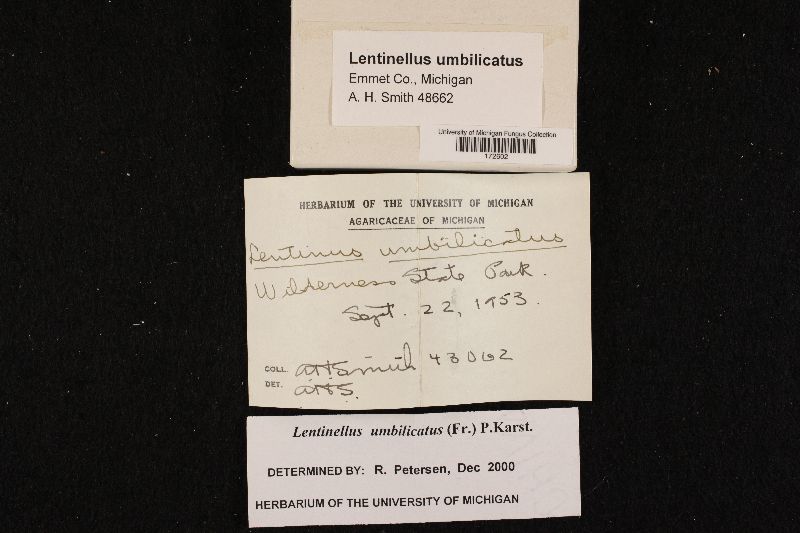 Lentinellus umbilicatus
Emmet Co., Michigan
A. H. Smith 48662
University of Michigan Fungus Collection
172602
HERBARIUM OF THE UNIVERSITY OF MICHIGAN
AGARICACEAE OF MICHIGAN
Lentinus umbilicatus
Wilderness State Park.
Sept. 22, 1953.
COLL. AHSmith
DET. AHS.
Lentinellus umbilicatus (Fr.) P.Karst.
DETERMINED BY: R. Petersen, Dec 2000
HERBARIUM OF THE UNIVERSITY OF MICHIGAN